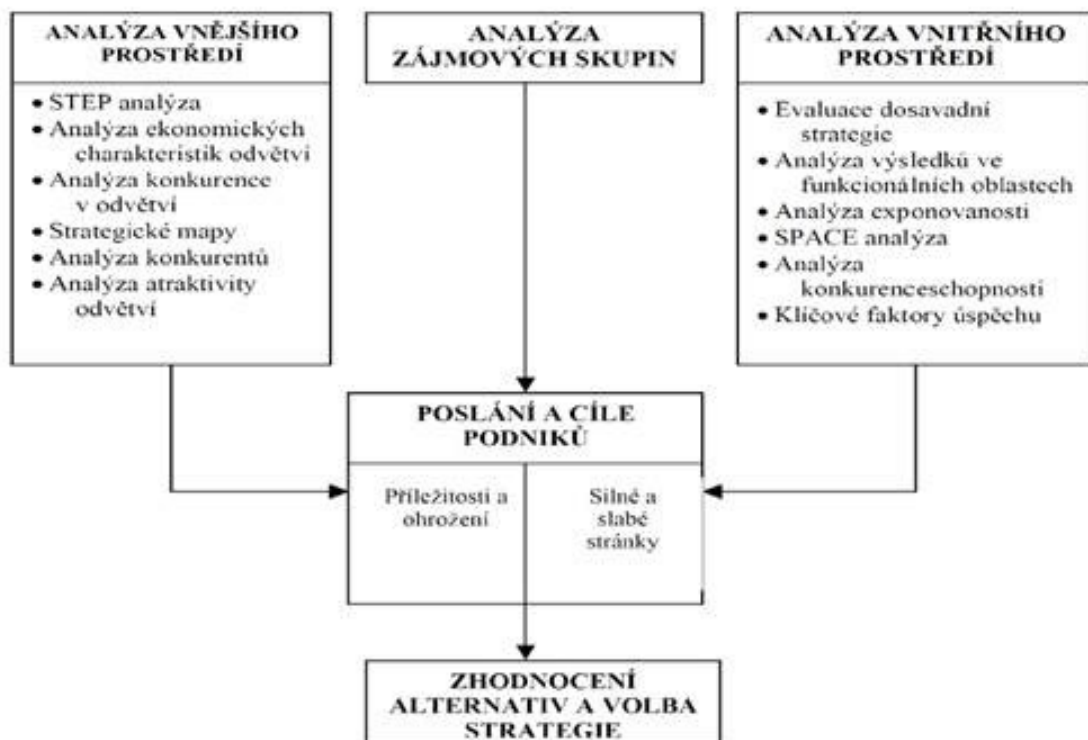 ANALÝZA VNĚJŠÍHO
PROSTŘEDÍ
• STEP analýza
• Analýza ekonomických
charakteristik odvětví
• Analýza konkurence
v odvětví
• Strategické mapy
• Analýza konkurentů
• Analýza atraktivity
odvětví
ANALÝZA
ZÁJMOVÝCH SKUPIN
ANALÝZA VNITŘNÍHO
PROSTŘEDÍ
• Evaluace dosavadní
strategie
• Analýza výsledků ve
funkcionálních oblastech
• Analýza exponovanosti
• SPACE analýza
• Analýza
konkurenceschopnosti
• Klíčové faktory úspěchu
POSLÁNÍ A CÍLE
PODNIKŮ
Příležitosti a
ohrožení
Silné a
slabé
stránky
ZHODNOCENÍ
ALTERNATIV A VOLBA
STRATEGIE